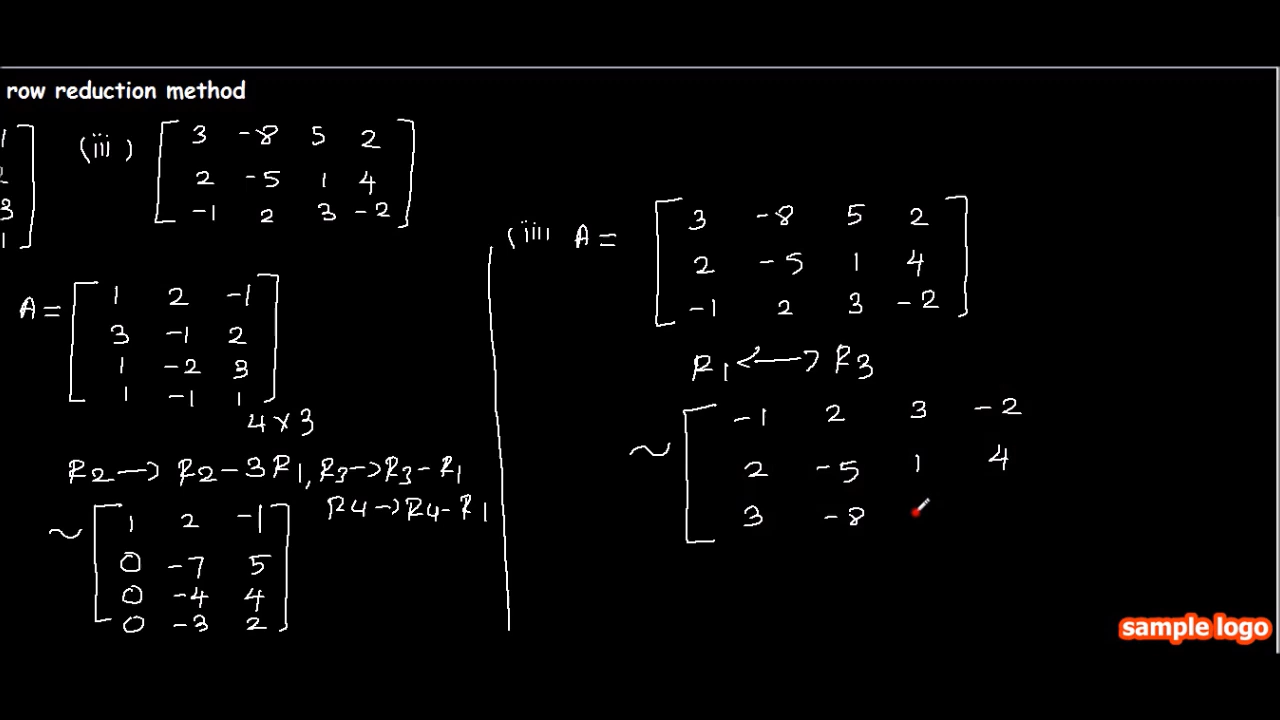 row reduction method
1
2
3
1
(iii) [ 3 -8 5 2
2 -5 1 4
-1 2 3 -2 ]
A = [ 1 2 -1
3 -1 2
1 -2 3
1 -1 1 ]
4 x 3
R2 → R2 - 3R1, R3 → R3 - R1
R4 → R4 - R1
~ [ 1 2 -1
0 -7 5
0 -4 4
0 -3 2 ]
(iii) A = [ 3 -8 5 2
2 -5 1 4
-1 2 3 -2 ]
R1 ↔ R3
~ [ -1 2 3 -2
2 -5 1 4
3 -8
sample logo